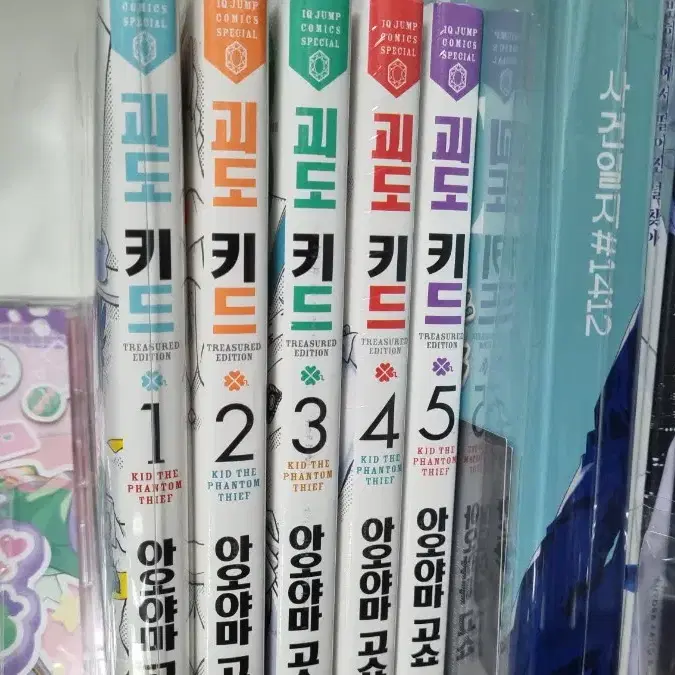 IQ JUMP
COMICS
SPECIAL
괴도
키드
TREASURED
EDITION
1
KID THE
PHANTOM
THIEF
아오야마 고
IQ JUMP
COMICS
SPECIAL
괴도
키드
TREASURED
EDITION
2
KID THE
PHANTOM
THIEF
아오야마 고
IQ JUMP
COMICS
SPECIAL
괴도
키드
TREASURED
EDITION
3
KID THE
PHANTOM
THIEF
아오야마 고
IQ JUMP
COMICS
SPECIAL
괴도
키드
TREASURED
EDITION
4
KID THE
PHANTOM
THIEF
아오야마 고쇼
IQ JUMP
COMICS
SPECIAL
괴도
키드
TREASURED
EDITION
5
KID THE
PHANTOM
THIEF
아오야마 고쇼
사건일지#1412